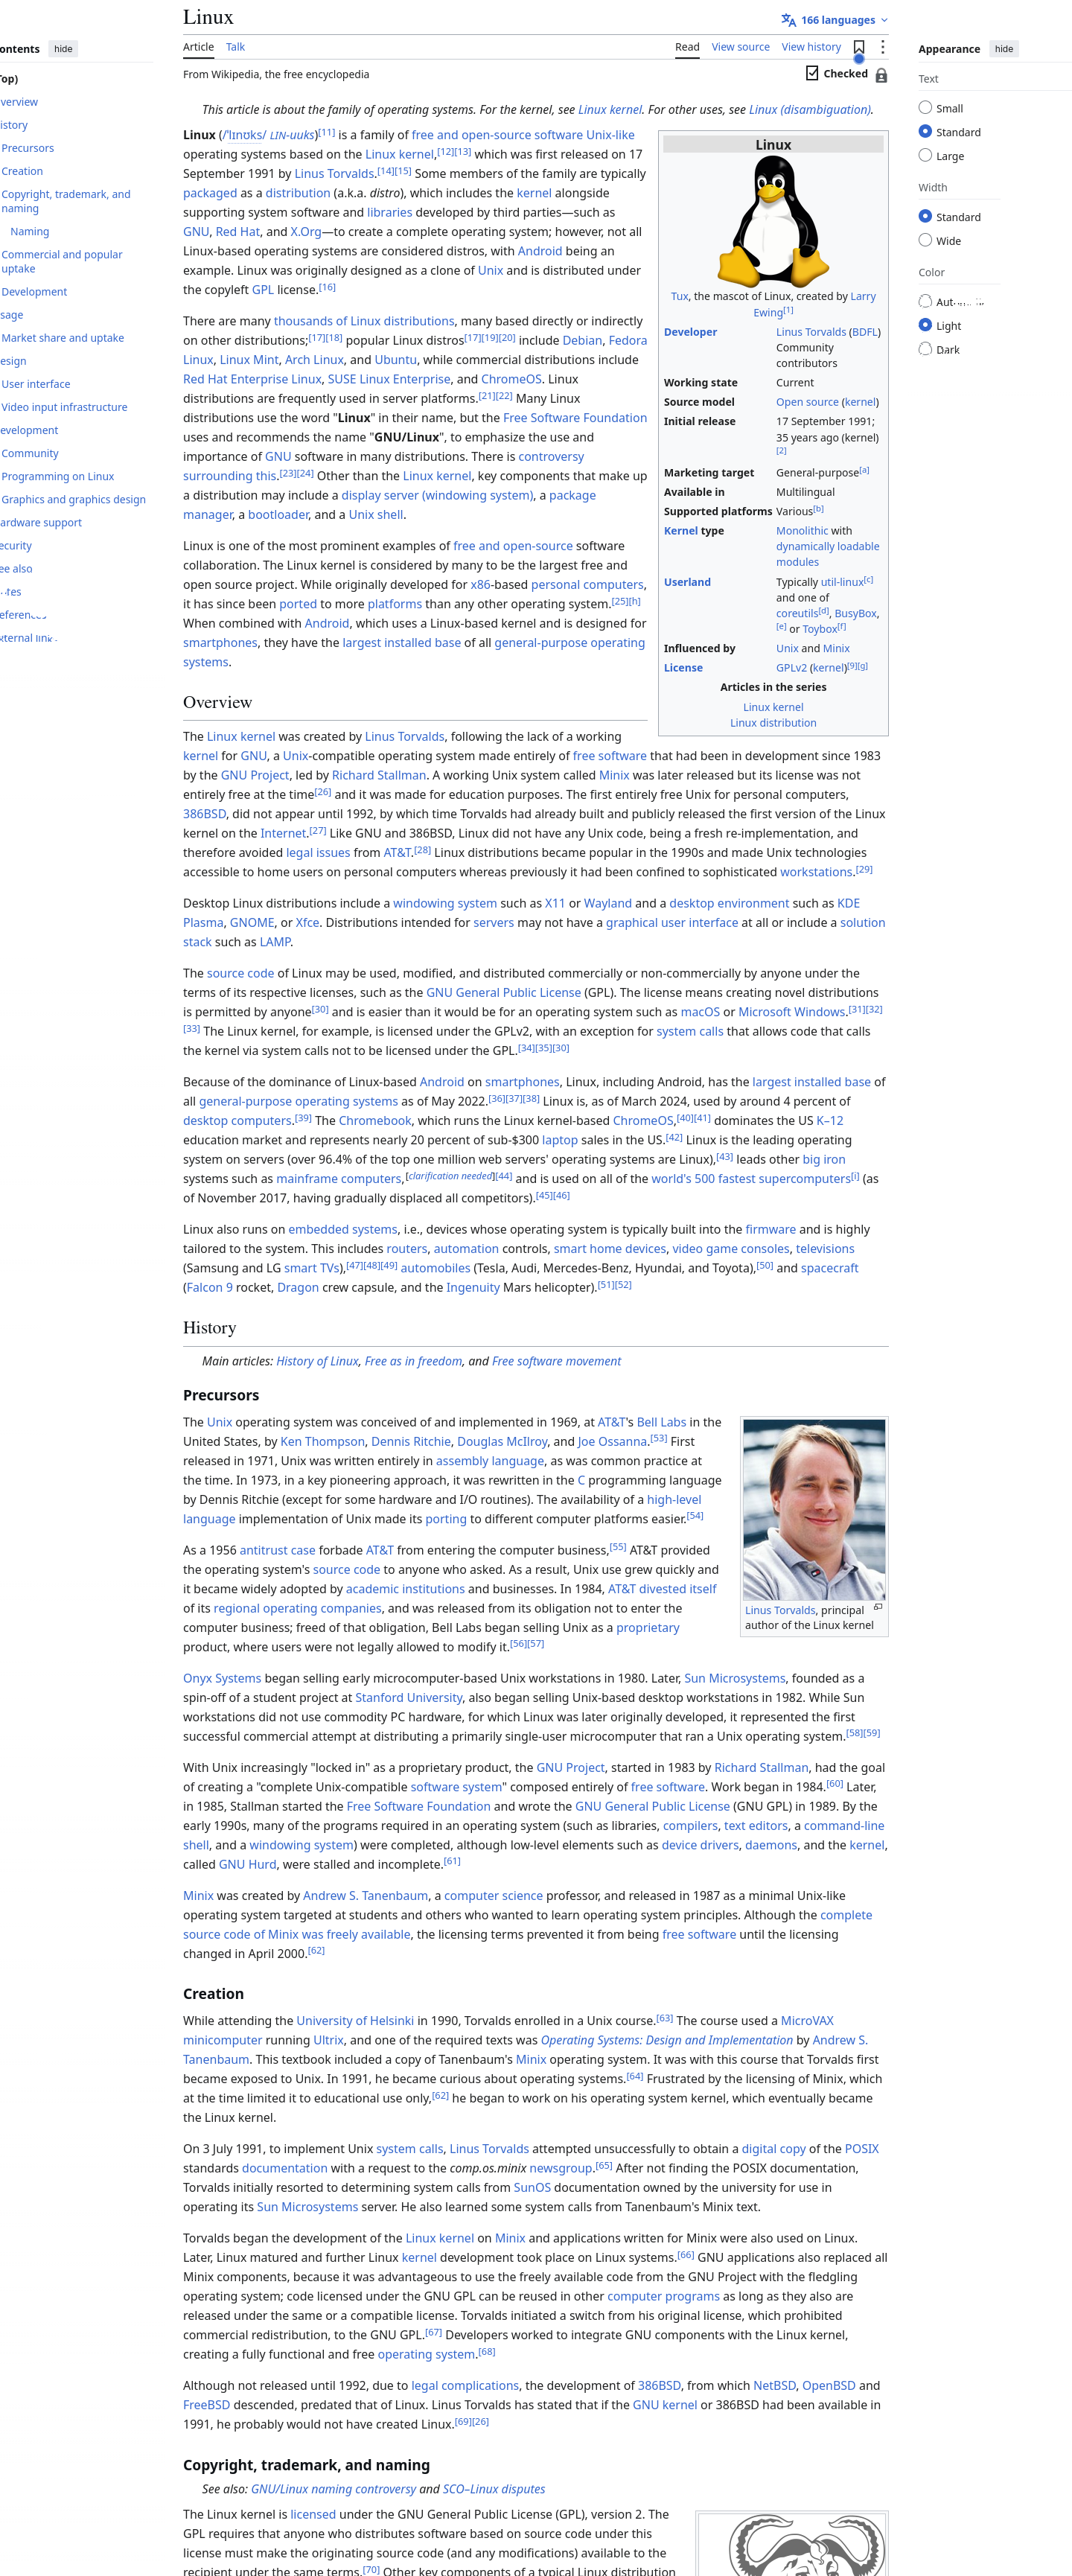 Linux
166 languages
Contents hide
(Top)
Overview
History
Precursors
Creation
Copyright, trademark, and
naming
Naming
Commercial and popular
uptake
Development
Usage
Market share and uptake
Design
User interface
Video input infrastructure
Development
Community
Programming on Linux
Graphics and graphics design
Hardware support
Security
See also
Article Talk
Read View source View history
From Wikipedia, the free encyclopedia
Checked
Appearance hide
Text
Small
Standard
Large
Width
Standard
Wide
Color
Light
Dark
This article is about the family of operating systems. For the kernel, see Linux kernel. For other uses, see Linux (disambiguation).
Linux (/ˈlɪnʊks/ LIN-uuks)[11] is a family of free and open-source Unix-like
operating systems based on the Linux kernel,[12][13] which was first released on 17
September 1991 by Linus Torvalds.[14][15] Some members of the family are typically
packaged as a distribution (a.k.a. distro), which includes the kernel alongside
supporting system software and libraries developed by third parties—such as
GNU, Red Hat, and X.Org—to create a complete operating system; however, not all
Linux-based operating systems are considered distros, with Android being an
example. Linux was originally designed as a clone of Unix and is distributed under
the copyleft GPL license.[16]
There are many thousands of Linux distributions, many based directly or indirectly
on other distributions;[17][18] popular Linux distros[17][19][20] include Debian, Fedora
Linux, Linux Mint, Arch Linux, and Ubuntu, while commercial distributions include
Red Hat Enterprise Linux, SUSE Linux Enterprise, and ChromeOS. Linux
distributions are frequently used in server platforms.[21][22] Many Linux
distributions use the word "Linux" in their name, but the Free Software Foundation
uses and recommends the name "GNU/Linux", to emphasize the use and
importance of GNU software in many distributions. There is controversy
surrounding this.[23][24] Other than the Linux kernel, key components that make up
a distribution may include a display server (windowing system), a package
manager, a bootloader, and a Unix shell.
Linux is one of the most prominent examples of free and open-source software
collaboration. The Linux kernel is considered by many to be the largest free and
open source project. While originally developed for x86-based personal computers,
it has since been ported to more platforms than any other operating system.[25][h]
When combined with Android, which uses a Linux-based kernel and is designed for
smartphones, they have the largest installed base of all general-purpose operating
systems.
Linux
Tux, the mascot of Linux, created by Larry
Ewing[1]
Developer Linus Torvalds (BDFL)
Community
contributors
Working state Current
Source model Open source (kernel)
Initial release 17 September 1991;
35 years ago (kernel)
[2]
Marketing target General-purpose[a]
Available in Multilingual
Supported platforms Various[b]
Kernel type Monolithic with
dynamically loadable
modules
Userland Typically util-linux[c]
and one of
coreutils[d], BusyBox,
[e] or Toybox[f]
Influenced by Unix and Minix
License GPLv2 (kernel)[9][g]
Articles in the series
Linux kernel
Linux distribution
Overview
The Linux kernel was created by Linus Torvalds, following the lack of a working
kernel for GNU, a Unix-compatible operating system made entirely of free software that had been in development since 1983
by the GNU Project, led by Richard Stallman. A working Unix system called Minix was later released but its license was not
entirely free at the time[26] and it was made for education purposes. The first entirely free Unix for personal computers,
386BSD, did not appear until 1992, by which time Torvalds had already built and publicly released the first version of the Linux
kernel on the Internet.[27] Like GNU and 386BSD, Linux did not have any Unix code, being a fresh re-implementation, and
therefore avoided legal issues from AT&T.[28] Linux distributions became popular in the 1990s and made Unix technologies
accessible to home users on personal computers whereas previously it had been confined to sophisticated workstations.[29]
Desktop Linux distributions include a windowing system such as X11 or Wayland and a desktop environment such as KDE
Plasma, GNOME, or Xfce. Distributions intended for servers may not have a graphical user interface at all or include a solution
stack such as LAMP.
The source code of Linux may be used, modified, and distributed commercially or non-commercially by anyone under the
terms of its respective licenses, such as the GNU General Public License (GPL). The license means creating novel distributions
is permitted by anyone[30] and is easier than it would be for an operating system such as macOS or Microsoft Windows.[31][32]
[33] The Linux kernel, for example, is licensed under the GPLv2, with an exception for system calls that allows code that calls
the kernel via system calls not to be licensed under the GPL.[34][35][30]
Because of the dominance of Linux-based Android on smartphones, Linux, including Android, has the largest installed base of
all general-purpose operating systems as of May 2022.[36][37][38] Linux is, as of March 2024, used by around 4 percent of
desktop computers.[39] The Chromebook, which runs the Linux kernel-based ChromeOS,[40][41] dominates the US K–12
education market and represents nearly 20 percent of sub-$300 laptop sales in the US.[42] Linux is the leading operating
system on servers (over 96.4% of the top one million web servers' operating systems are Linux),[43] leads other big iron
systems such as mainframe computers,[clarification needed][44] and is used on all of the world's 500 fastest supercomputers[i] (as
of November 2017, having gradually displaced all competitors).[45][46]
Linux also runs on embedded systems, i.e., devices whose operating system is typically built into the firmware and is highly
tailored to the system. This includes routers, automation controls, smart home devices, video game consoles, televisions
(Samsung and LG smart TVs),[47][48][49] automobiles (Tesla, Audi, Mercedes-Benz, Hyundai, and Toyota),[50] and spacecraft
(Falcon 9 rocket, Dragon crew capsule, and the Ingenuity Mars helicopter).[51][52]
History
Main articles: History of Linux, Free as in freedom, and Free software movement
Precursors
The Unix operating system was conceived of and implemented in 1969, at AT&T's Bell Labs in the
United States, by Ken Thompson, Dennis Ritchie, Douglas McIlroy, and Joe Ossanna.[53] First
released in 1971, Unix was written entirely in assembly language, as was common practice at
the time. In 1973, in a key pioneering approach, it was rewritten in the C programming language
by Dennis Ritchie (except for some hardware and I/O routines). The availability of a high-level
language implementation of Unix made its porting to different computer platforms easier.[54]
As a 1956 antitrust case forbade AT&T from entering the computer business,[55] AT&T provided
the operating system's source code to anyone who asked. As a result, Unix use grew quickly and
it became widely adopted by academic institutions and businesses. In 1984, AT&T divested itself
of its regional operating companies, and was released from its obligation not to enter the
computer business; freed of that obligation, Bell Labs began selling Unix as a proprietary
product, where users were not legally allowed to modify it.[56][57]
Linus Torvalds, principal
author of the Linux kernel
Onyx Systems began selling early microcomputer-based Unix workstations in 1980. Later, Sun Microsystems, founded as a
spin-off of a student project at Stanford University, also began selling Unix-based desktop workstations in 1982. While Sun
workstations did not use commodity PC hardware, for which Linux was later originally developed, it represented the first
successful commercial attempt at distributing a primarily single-user microcomputer that ran a Unix operating system.[58][59]
With Unix increasingly "locked in" as a proprietary product, the GNU Project, started in 1983 by Richard Stallman, had the goal
of creating a "complete Unix-compatible software system" composed entirely of free software. Work began in 1984.[60] Later,
in 1985, Stallman started the Free Software Foundation and wrote the GNU General Public License (GNU GPL) in 1989. By the
early 1990s, many of the programs required in an operating system (such as libraries, compilers, text editors, a command-line
shell, and a windowing system) were completed, although low-level elements such as device drivers, daemons, and the kernel,
called GNU Hurd, were stalled and incomplete.[61]
Minix was created by Andrew S. Tanenbaum, a computer science professor, and released in 1987 as a minimal Unix-like
operating system targeted at students and others who wanted to learn operating system principles. Although the complete
source code of Minix was freely available, the licensing terms prevented it from being free software until the licensing
changed in April 2000.[62]
Creation
While attending the University of Helsinki in 1990, Torvalds enrolled in a Unix course.[63] The course used a MicroVAX
minicomputer running Ultrix, and one of the required texts was Operating Systems: Design and Implementation by Andrew S.
Tanenbaum. This textbook included a copy of Tanenbaum's Minix operating system. It was with this course that Torvalds first
became exposed to Unix. In 1991, he became curious about operating systems.[64] Frustrated by the licensing of Minix, which
at the time limited it to educational use only,[62] he began to work on his operating system kernel, which eventually became
the Linux kernel.
On 3 July 1991, to implement Unix system calls, Linus Torvalds attempted unsuccessfully to obtain a digital copy of the POSIX
standards documentation with a request to the comp.os.minix newsgroup.[65] After not finding the POSIX documentation,
Torvalds initially resorted to determining system calls from SunOS documentation owned by the university for use in
operating its Sun Microsystems server. He also learned some system calls from Tanenbaum's Minix text.
Torvalds began the development of the Linux kernel on Minix and applications written for Minix were also used on Linux.
Later, Linux matured and further Linux kernel development took place on Linux systems.[66] GNU applications also replaced all
Minix components, because it was advantageous to use the freely available code from the GNU Project with the fledgling
operating system; code licensed under the GNU GPL can be reused in other computer programs as long as they also are
released under the same or a compatible license. Torvalds initiated a switch from his original license, which prohibited
commercial redistribution, to the GNU GPL.[67] Developers worked to integrate GNU components with the Linux kernel,
creating a fully functional and free operating system.[68]
Although not released until 1992, due to legal complications, the development of 386BSD, from which NetBSD, OpenBSD and
FreeBSD descended, predated that of Linux. Linus Torvalds has stated that if the GNU kernel or 386BSD had been available in
1991, he probably would not have created Linux.[69][26]
Copyright, trademark, and naming
See also: GNU/Linux naming controversy and SCO–Linux disputes
The Linux kernel is licensed under the GNU General Public License (GPL), version 2. The
GPL requires that anyone who distributes software based on source code under this
license must make the originating source code (and any modifications) available to the
recipient under the same terms.[70] Other key components of a typical Linux distribution